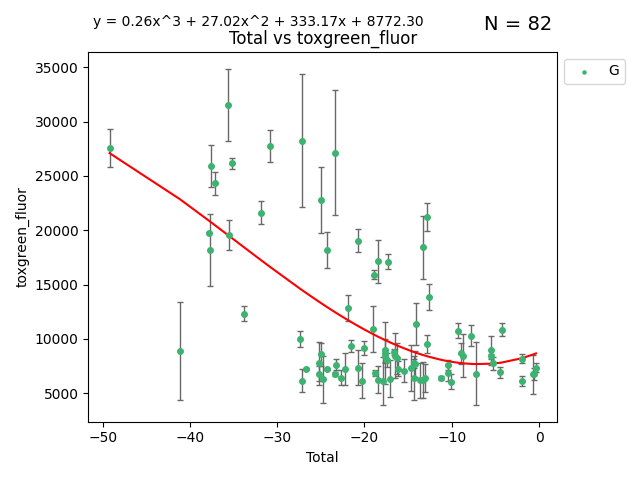 y = 0.26x^3 + 27.02x^2 + 333.17x + 8772.30
N = 82
Total vs toxgreen_fluor
G
35000
30000
25000
20000
15000
10000
5000
toxgreen_fluor
−50
−40
−30
−20
−10
0
Total